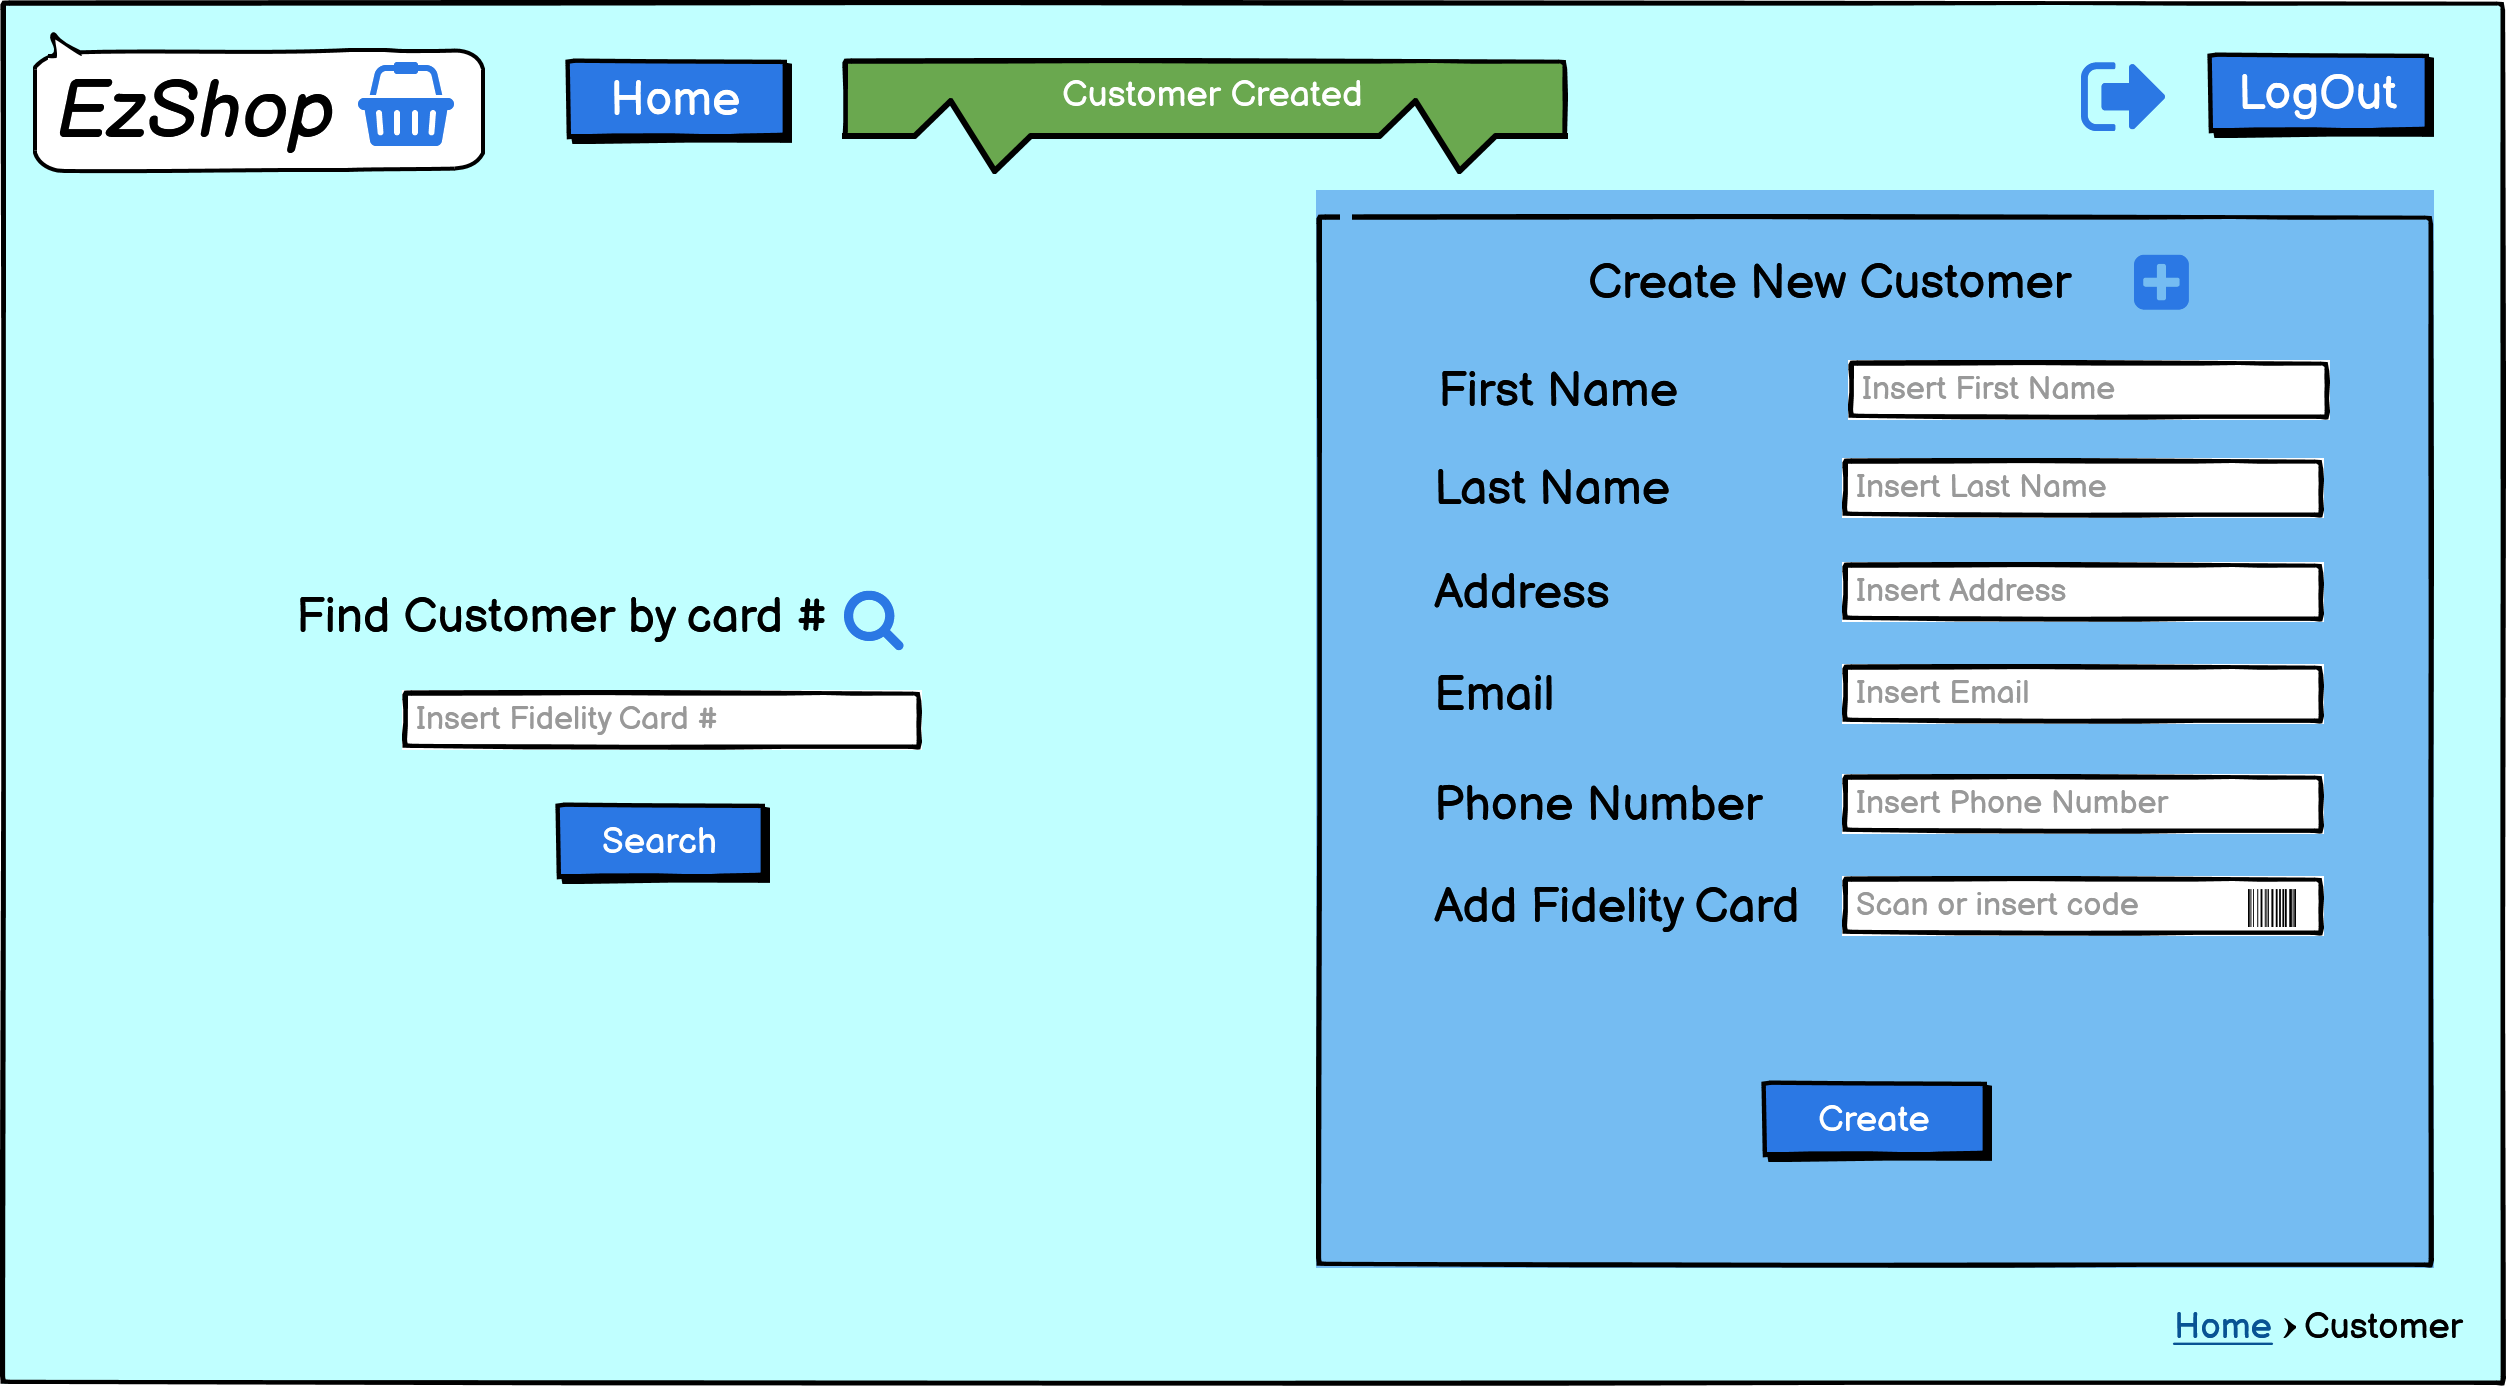 EzShop
Home
Customer Created
LogOut
Create New Customer
First Name
Insert First Name
Last Name
Insert Last Name
Address
Insert Address
Email
Insert Email
Phone Number
Insert Phone Number
Add Fidelity Card
Scan or insert code
Create
Find Customer by card #
Insert Fidelity Card #
Search
Home › Customer